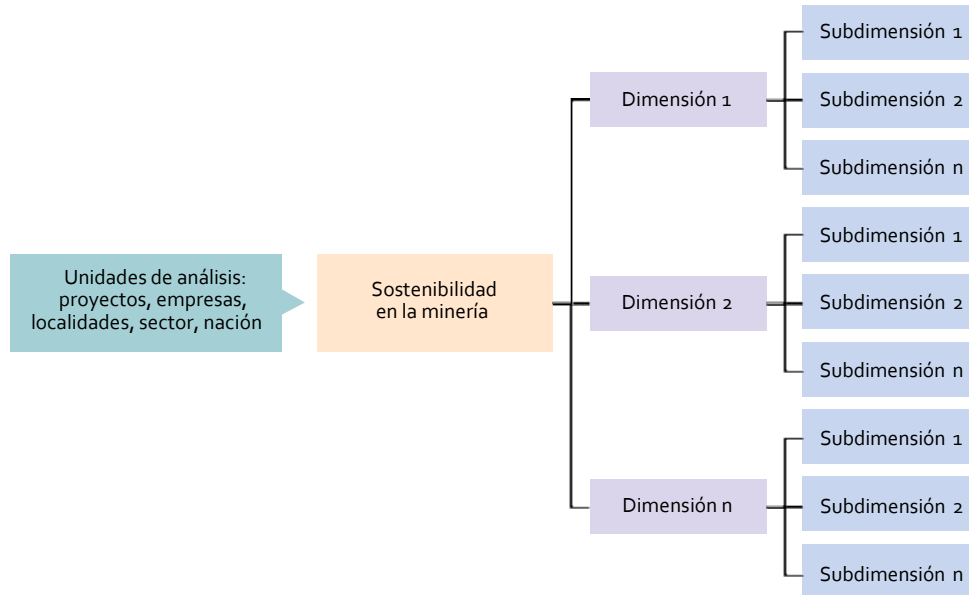 Unidades de análisis:
proyectos, empresas,
localidades, sector, nación
Sostenibilidad
en la minería
Dimensión 1
Subdimensión 1
Subdimensión 2
Subdimensión n
Dimensión 2
Subdimensión 1
Subdimensión 2
Subdimensión n
Dimensión n
Subdimensión 1
Subdimensión 2
Subdimensión n